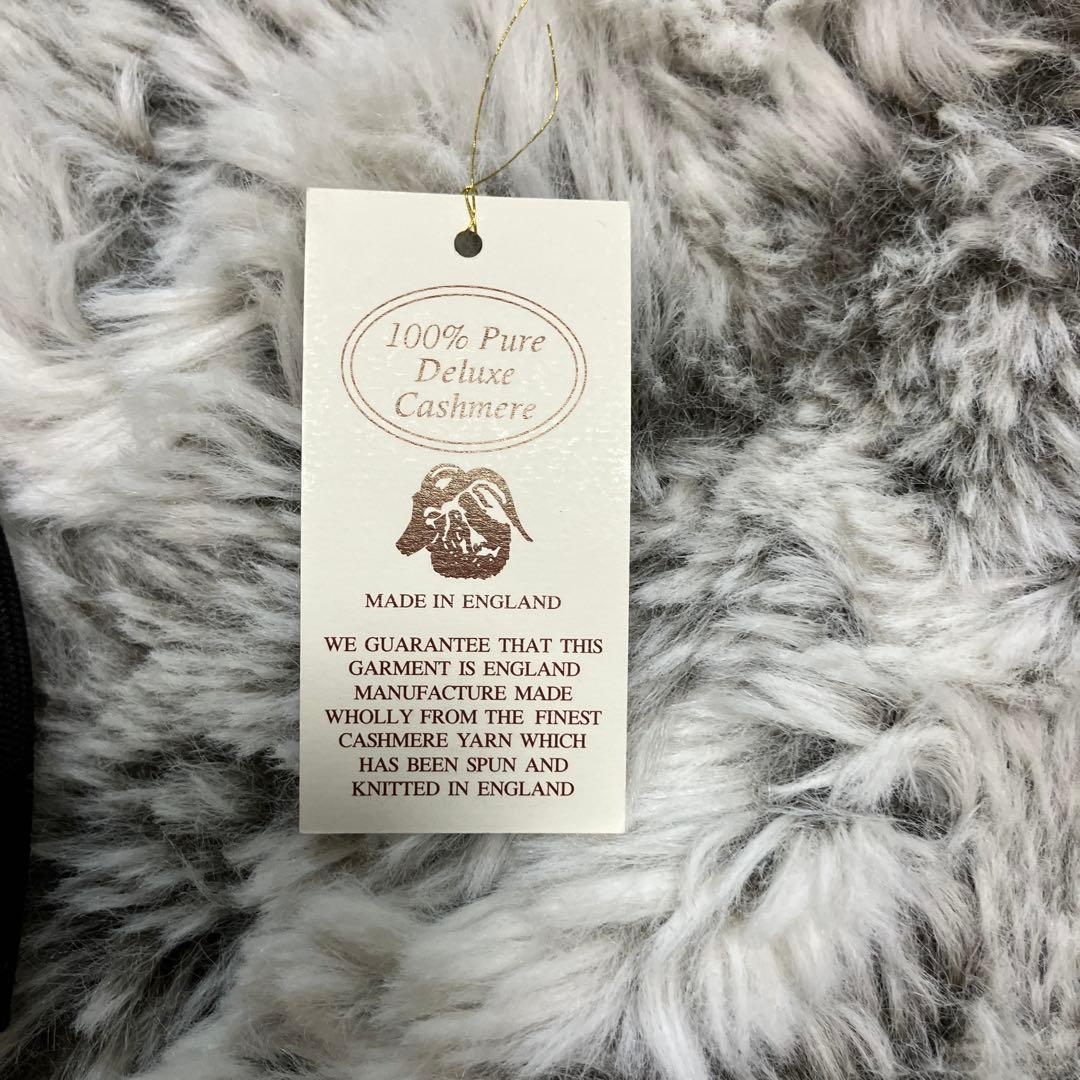 100% Pure
Deluxe
Cashmere
MADE IN ENGLAND
WE GUARANTEE THAT THIS
GARMENT IS ENGLAND
MANUFACTURE MADE
WHOLLY FROM THE FINEST
CASHMERE YARN WHICH
HAS BEEN SPUN AND
KNITTED IN ENGLAND